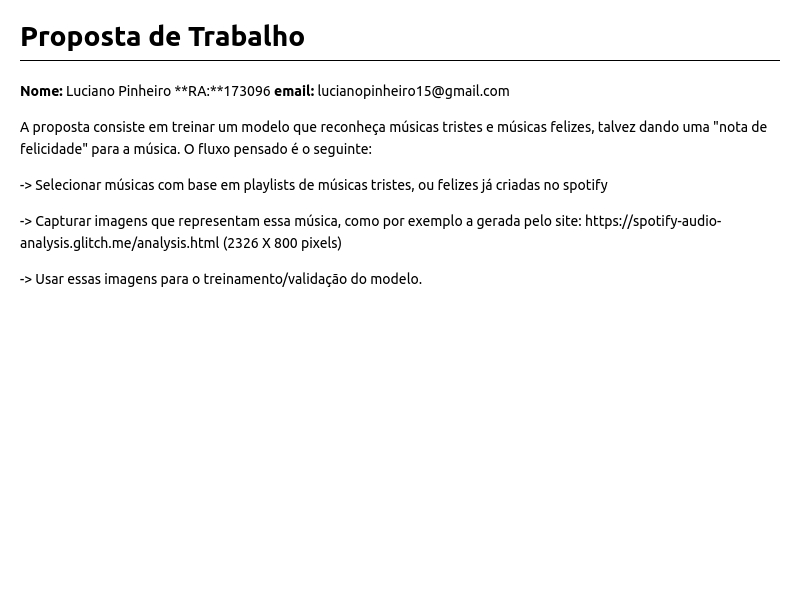 Proposta de Trabalho
Nome: Luciano Pinheiro **RA:**173096 email: lucianopinheiro15@gmail.com
A proposta consiste em treinar um modelo que reconheça músicas tristes e músicas felizes, talvez dando uma "nota de
felicidade" para a música. O fluxo pensado é o seguinte:
-> Selecionar músicas com base em playlists de músicas tristes, ou felizes já criadas no spotify
-> Capturar imagens que representam essa música, como por exemplo a gerada pelo site: https://spotify-audio-
analysis.glitch.me/analysis.html (2326 X 800 pixels)
-> Usar essas imagens para o treinamento/validação do modelo.